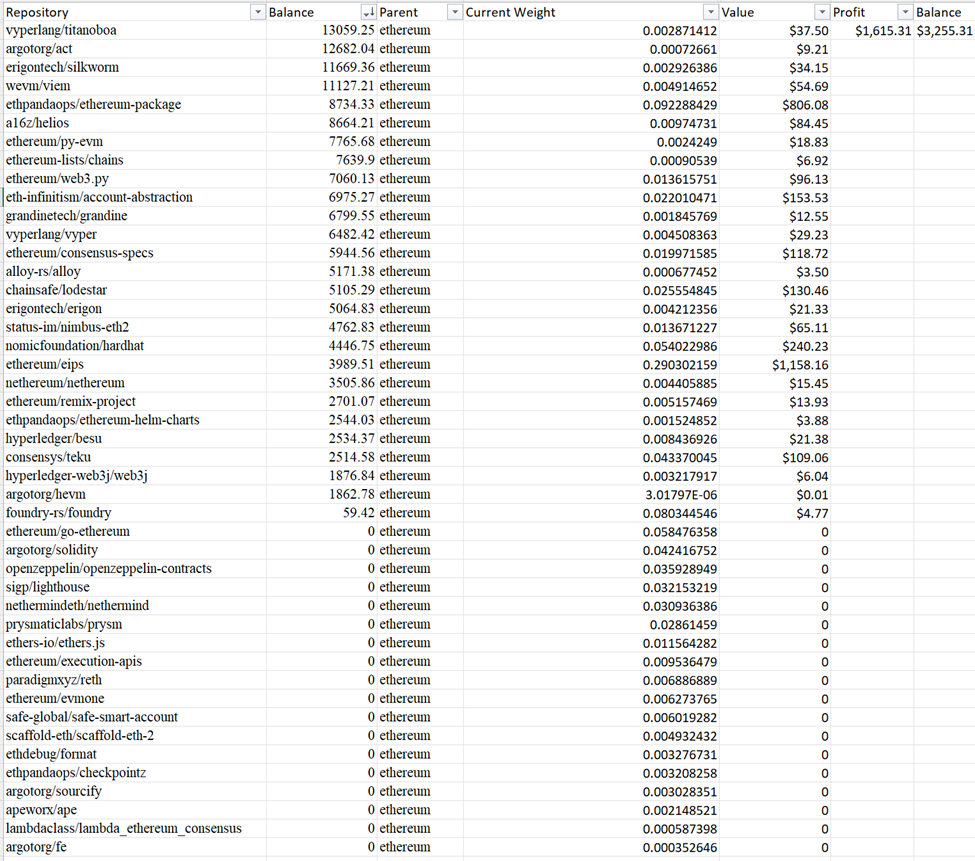 Repository Balance Parent Current Weight Value Profit Balance
vyperlang/titanoboa 13059.25 ethereum 0.002871412 $37.50 $1,615.31 $3,255.31
argotorg/act 12682.04 ethereum 0.00072661 $9.21
erigontech/silkworm 11669.36 ethereum 0.002926386 $34.15
wevm/viem 11127.21 ethereum 0.004914652 $54.69
ethpandaops/ethereum-package 8734.33 ethereum 0.092288429 $806.08
a16z/helios 8664.21 ethereum 0.00974731 $84.45
ethereum/py-evm 7765.68 ethereum 0.0024249 $18.83
ethereum-lists/chains 7639.9 ethereum 0.00090539 $6.92
ethereum/web3.py 7060.13 ethereum 0.013615751 $96.13
eth-infinitism/account-abstraction 6975.27 ethereum 0.022010471 $153.53
grandinetech/grandine 6799.55 ethereum 0.001845769 $12.55
vyperlang/vyper 6482.42 ethereum 0.004508363 $29.23
ethereum/consensus-specs 5944.56 ethereum 0.019971585 $118.72
alloy-rs/alloy 5171.38 ethereum 0.000677452 $3.50
chainsafe/lodestar 5105.29 ethereum 0.025554845 $130.46
erigontech/erigon 5064.83 ethereum 0.004212356 $21.33
status-im/nimbus-eth2 4762.83 ethereum 0.013671227 $65.11
nomicfoundation/hardhat 4446.75 ethereum 0.054022986 $240.23
ethereum/eips 3989.51 ethereum 0.290302159 $1,158.16
nethereum/nethereum 3505.86 ethereum 0.004405885 $15.45
ethereum/remix-project 2701.07 ethereum 0.005157469 $13.93
ethpandaops/ethereum-helm-charts 2544.03 ethereum 0.001524852 $3.88
hyperledger/besu 2534.37 ethereum 0.008436926 $21.38
consensys/teku 2514.58 ethereum 0.043370045 $109.06
hyperledger-web3j/web3j 1876.84 ethereum 0.003217917 $6.04
argotorg/hevm 1862.78 ethereum 3.01797E-06 $0.01
foundry-rs/foundry 59.42 ethereum 0.080344546 $4.77
ethereum/go-ethereum 0 ethereum 0.058476358 0
argotorg/solidity 0 ethereum 0.042416752 0
openzeppelin/openzeppelin-contracts 0 ethereum 0.035928949 0
sigp/lighthouse 0 ethereum 0.032153219 0
nethermindeth/nethermind 0 ethereum 0.030936386 0
prysmaticlabs/prysm 0 ethereum 0.02861459 0
ethers-io/ethers.js 0 ethereum 0.011564282 0
ethereum/execution-apis 0 ethereum 0.009536479 0
paradigmxyz/reth 0 ethereum 0.006886889 0
ethereum/evmone 0 ethereum 0.006273765 0
safe-global/safe-smart-account 0 ethereum 0.006019282 0
scaffold-eth/scaffold-eth-2 0 ethereum 0.004932432 0
ethdebug/format 0 ethereum 0.003276731 0
ethpandaops/checkpointz 0 ethereum 0.003208258 0
argotorg/sourcify 0 ethereum 0.003028351 0
apeworx/ape 0 ethereum 0.002148521 0
lambdaclass/lambda_ethereum_consensus 0 ethereum 0.000587398 0
argotorg/fe 0 ethereum 0.000352646 0